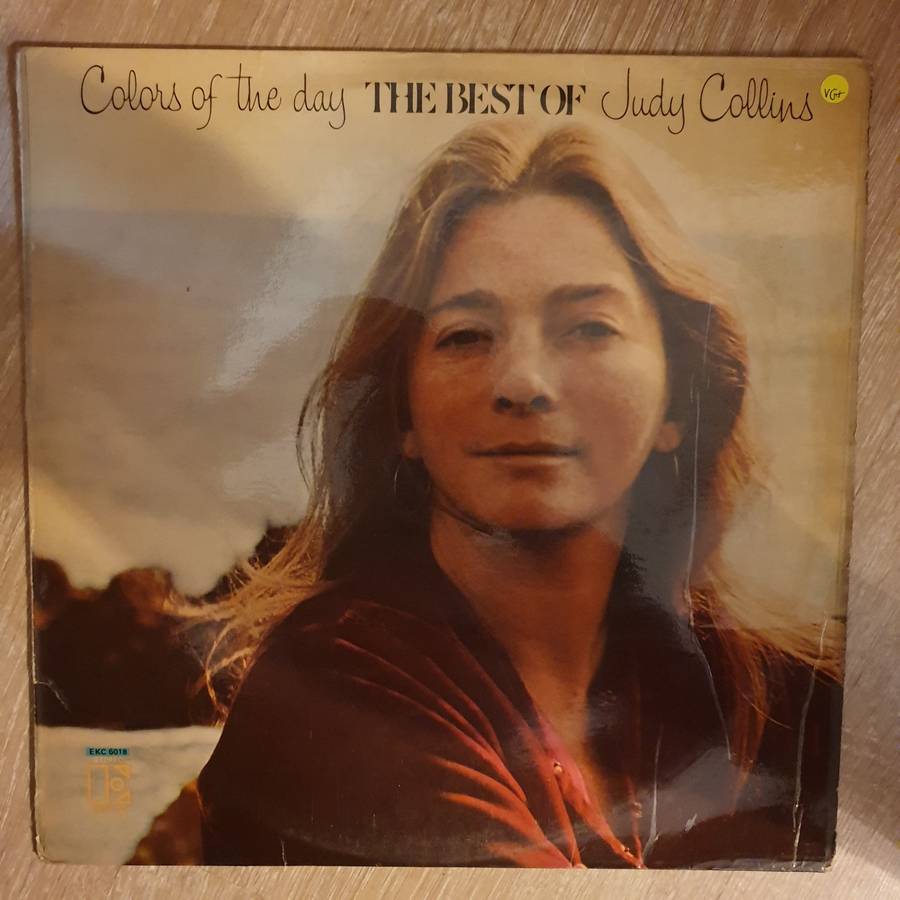 Colors of the day THE BEST OF Judy Collins
VG+
EKC 6018